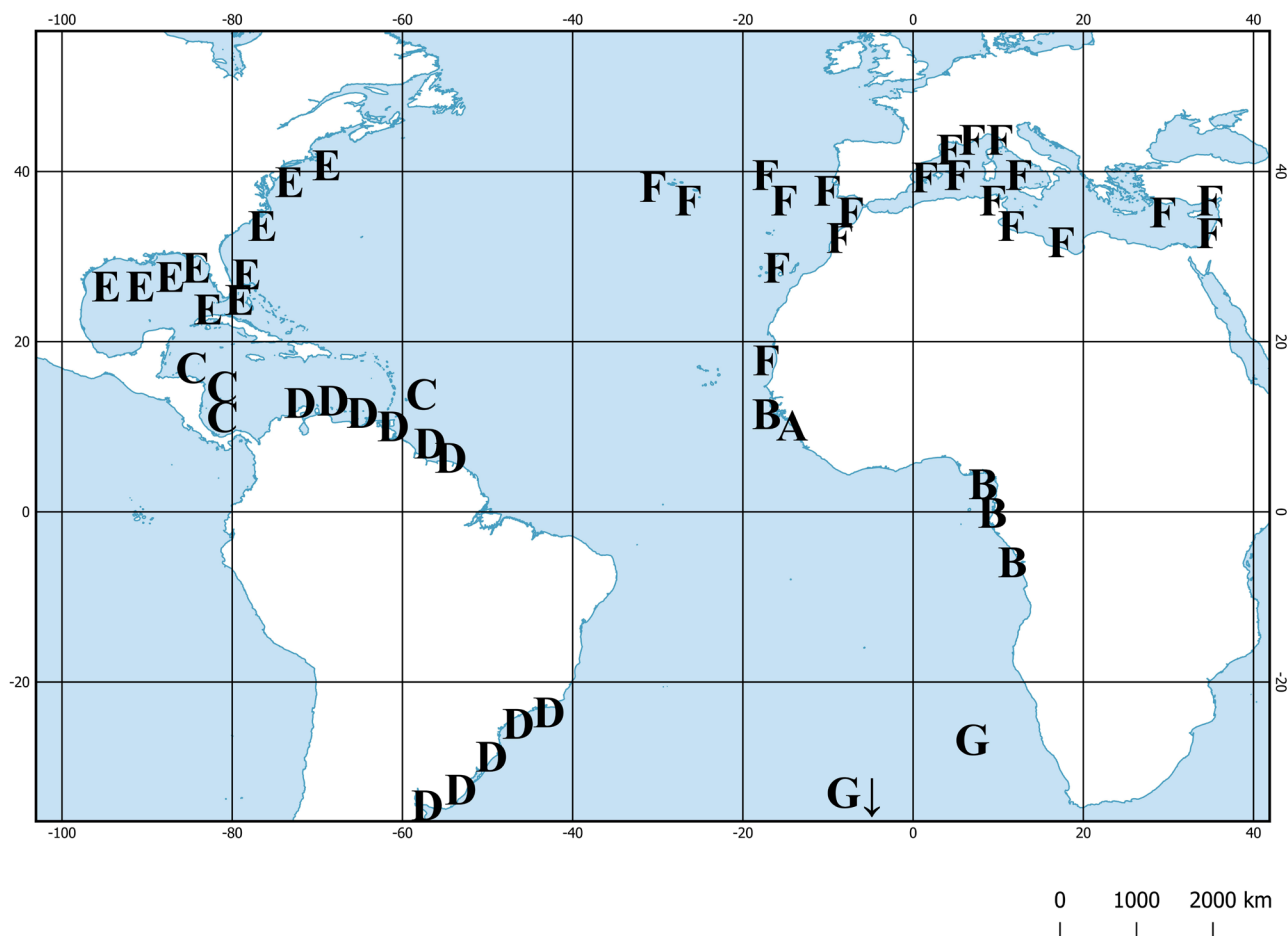 -100 -80 -60 -40 -20 0 20 40
F F F
E F F
40 E F F F F F 40
F F F F F F
E F F F
F F
E E E F
E E E
E
20 20
C F
C C
D D
C D B A
D
D
D
0 B 0
B
B
-20 -20
D
D
G
D
D G↓
D
-100 -80 -60 -40 -20 0 20 40
0 1000 2000 km